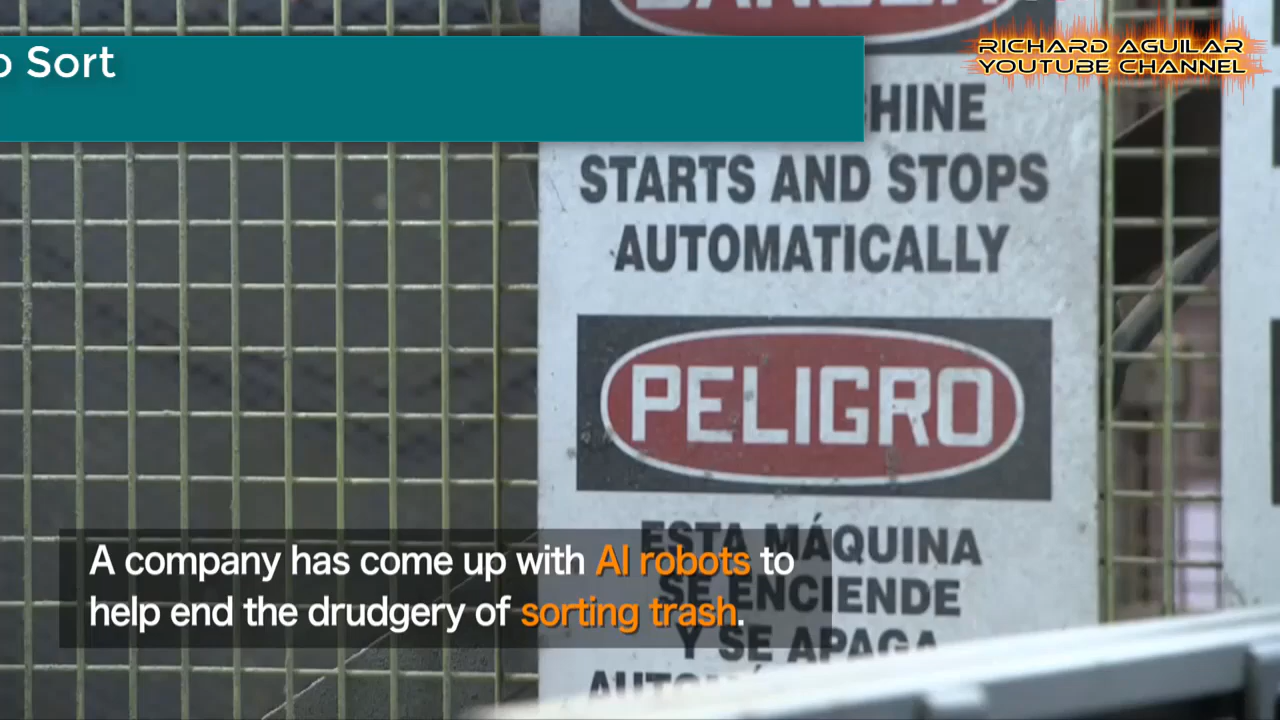 DANGER
o Sort
RICHARD AGUILAR
YOUTUBE CHANNEL
HINE
STARTS AND STOPS
AUTOMATICALLY
PELIGRO
ESTA MÁQUINA
SE ENCIENDE
Y SE APAGA
A company has come up with AI robots to
help end the drudgery of sorting trash.